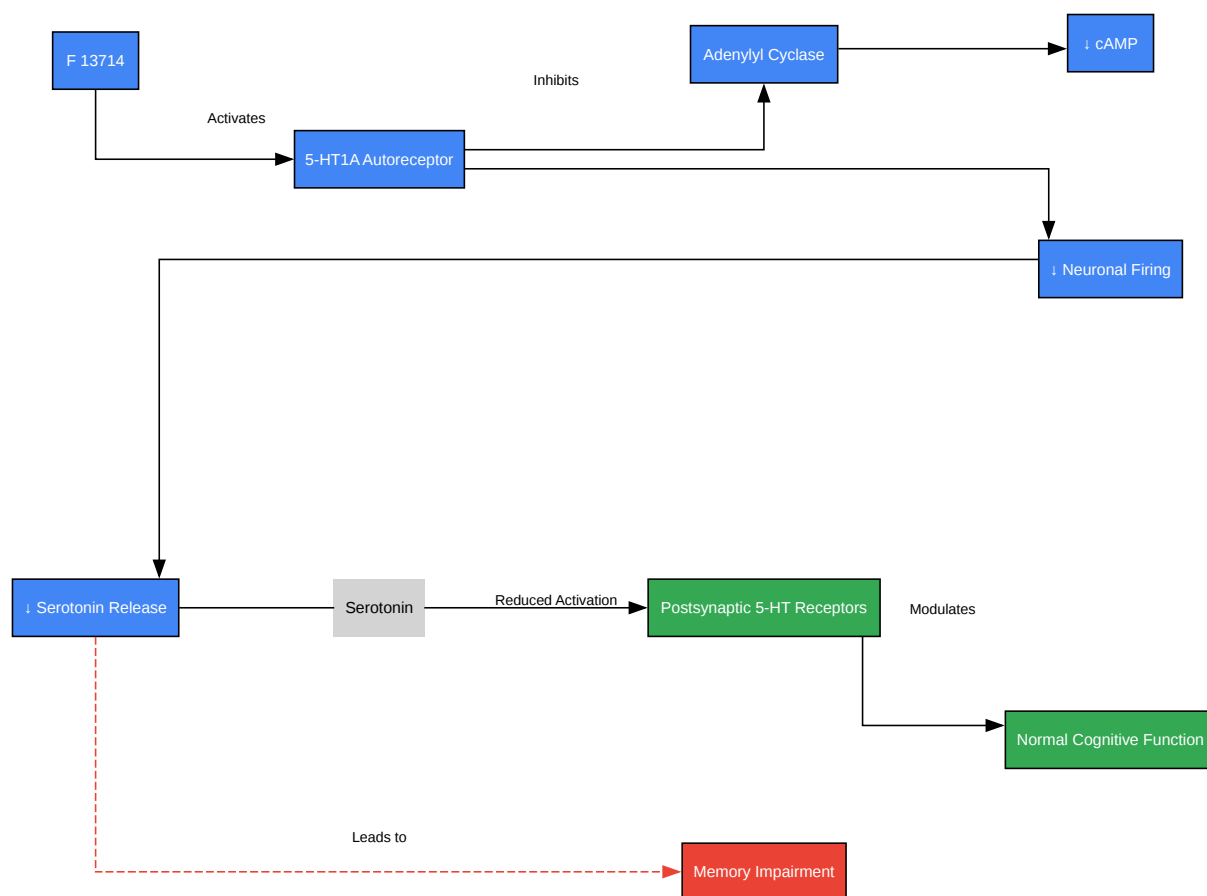 F 13714
Activates
5-HT1A Autoreceptor
Inhibits
Adenylyl Cyclase
↓ cAMP
↓ Neuronal Firing
↓ Serotonin Release
Serotonin
Reduced Activation
Postsynaptic 5-HT Receptors
Modulates
Normal Cognitive Function
Leads to
Memory Impairment